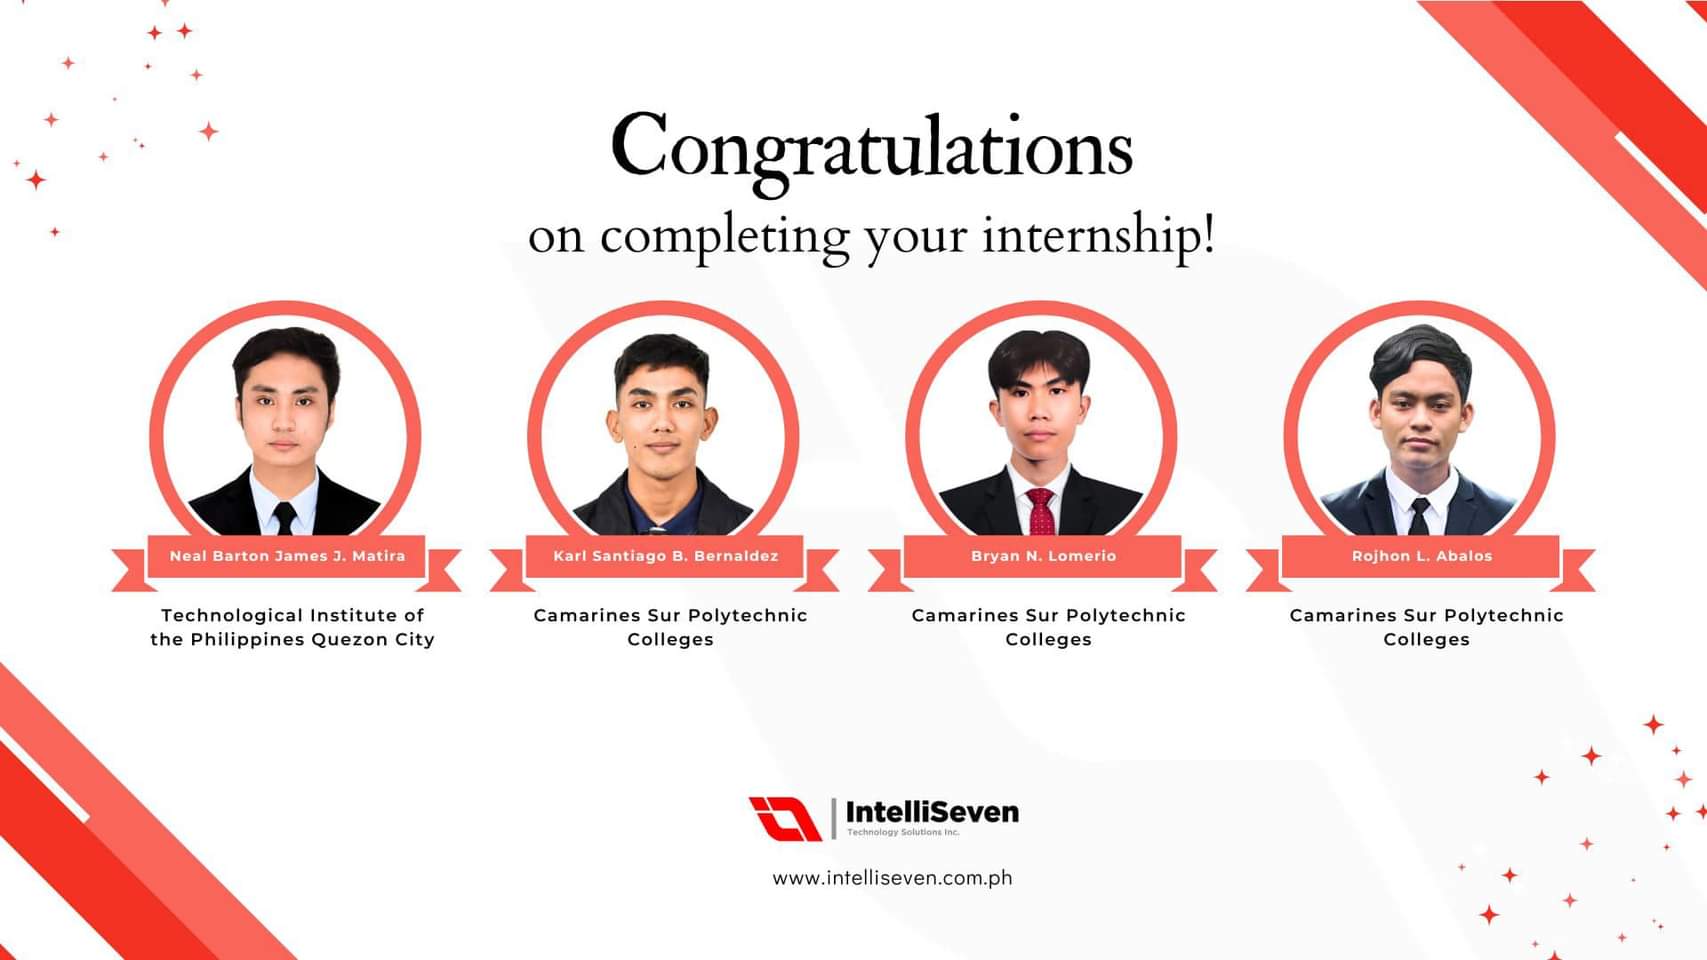 Congratulations
on completing your internship!
Neal Barton James J. Matira
Technological Institute of
the Philippines Quezon City
Karl Santiago B. Bernaldez
Camarines Sur Polytechnic
Colleges
Bryan N. Lomerio
Camarines Sur Polytechnic
Colleges
Rojhon L. Abalos
Camarines Sur Polytechnic
Colleges
IntelliSeven
Technology Solutions Inc.
www.intelliseven.com.ph